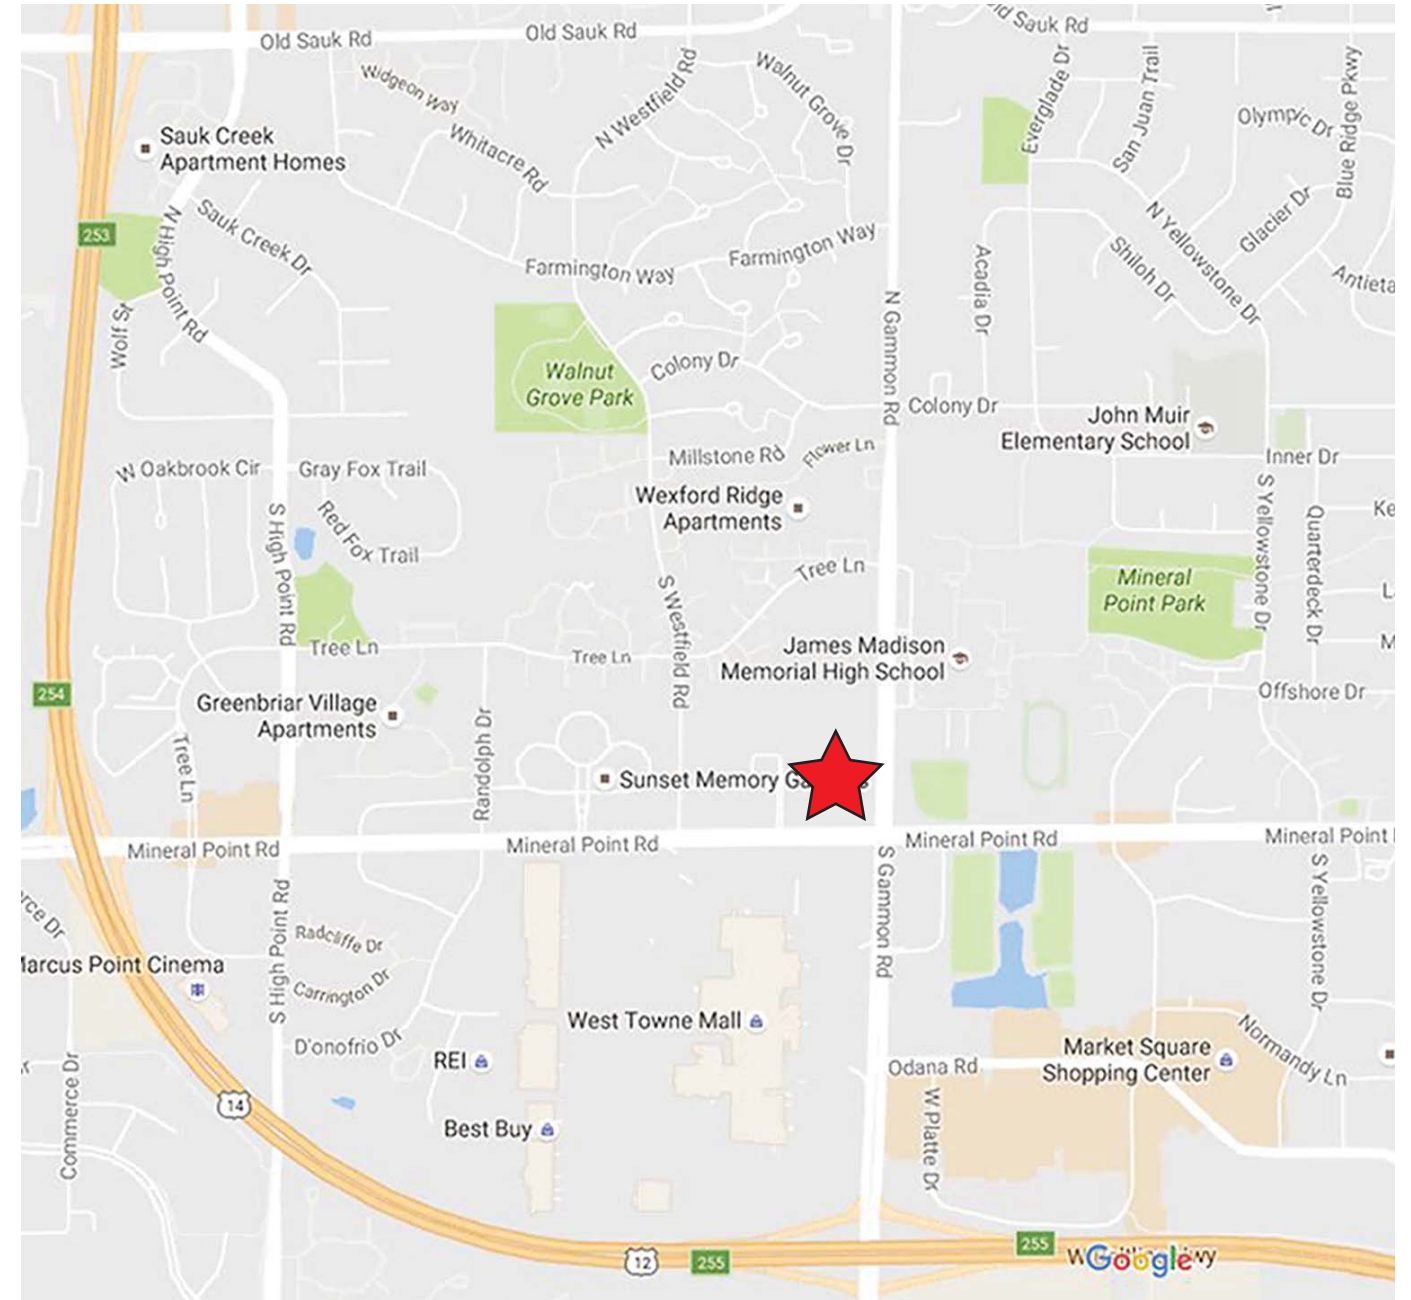 Old Sauk Rd
Old Sauk Rd
Old Sauk Rd
Widgeon Way
Whitacre Rd
N Westfield Rd
Walnut Grove Dr
Everglade Dr
San Juan Trail
Olympic Dr
Blue Ridge Pkwy
Sauk Creek
Apartment Homes
253
N High Point Rd
Sauk Creek Dr
Wolf St
Farmington Way
Farmington Way
N Gammon Rd
Acadia Dr
Shiloh Dr
N Yellowstone Dr
Glacier Dr
Antieta
Walnut
Grove Park
Colony Dr
Colony Dr
John Muir
Elementary School
W Oakbrook Cir
Gray Fox Trail
Red Fox Trail
Millstone Rd
Flower Ln
Inner Dr
Wexford Ridge
Apartments
S High Point Rd
S Westfield Rd
Tree Ln
Mineral
Point Park
S Yellowstone Dr
Quarterdeck Dr
Ke
L
M
Tree Ln
Tree Ln
James Madison
Memorial High School
254
Greenbriar Village
Apartments
Offshore Dr
Tree Ln
Randolph Dr
Sunset Memory Ga
s
Mineral Point Rd
Mineral Point Rd
Mineral Point Rd
Mineral Point
S High Point Rd
S Gammon Rd
S Yellowstone Dr
rce Dr
Radcliffe Dr
Marcus Point Cinema
Carrington Dr
D'onofrio Dr
REI
West Towne Mall
Best Buy
Odana Rd
Market Square
Shopping Center
Normandy Ln
W Platte Dr
Commerce Dr
14
12
255
255
Google